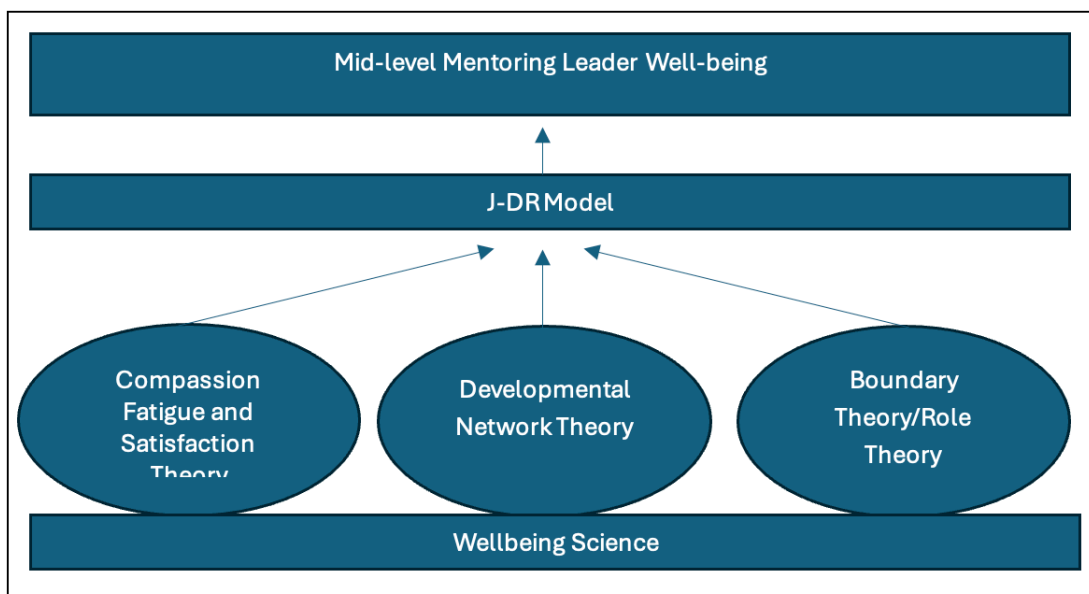 Mid-level Mentoring Leader Well-being
J-DR Model
Compassion
Fatigue and
Satisfaction
Theory
Developmental
Network Theory
Boundary
Theory/Role
Theory
Wellbeing Science